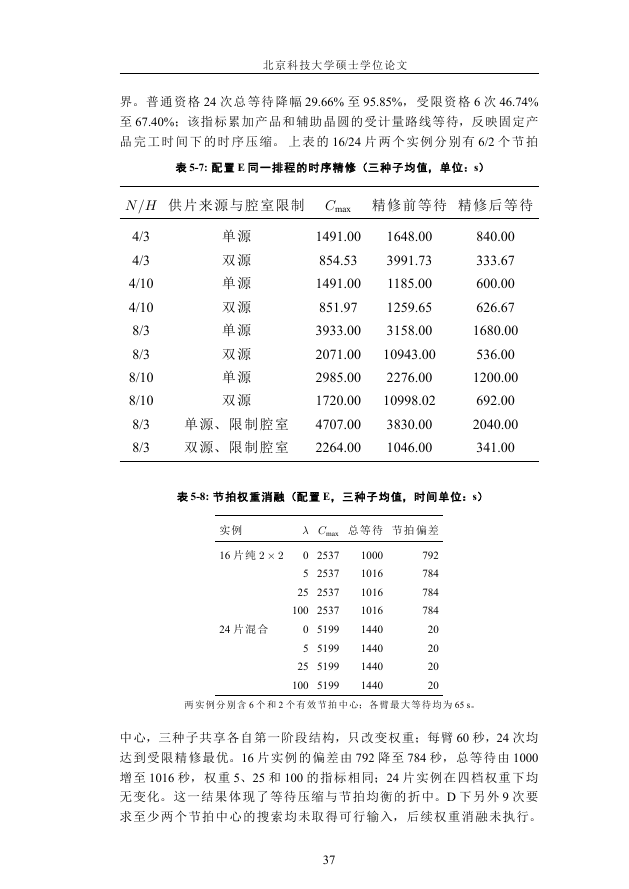 北京科技大学硕士学位论文
界。普通资格 24 次总等待降幅 29.66% 至 95.85%，受限资格 6 次 46.74%
至 67.40%；该指标累加产品和辅助晶圆的受计量路线等待，反映固定产
品完工时间下的时序压缩。上表的 16/24 片两个实例分别有 6/2 个节拍
表 5-7: 配置 E 同一排程的时序精修（三种子均值，单位：s）
N/H 供片来源与腔室限制 Cmax 精修前等待 精修后等待
4/3 单源 1491.00 1648.00 840.00
4/3 双源 854.53 3991.73 333.67
4/10 单源 1491.00 1185.00 600.00
4/10 双源 851.97 1259.65 626.67
8/3 单源 3933.00 3158.00 1680.00
8/3 双源 2071.00 10943.00 536.00
8/10 单源 2985.00 2276.00 1200.00
8/10 双源 1720.00 10998.02 692.00
8/3 单源、限制腔室 4707.00 3830.00 2040.00
8/3 双源、限制腔室 2264.00 1046.00 341.00
表 5-8: 节拍权重消融（配置 E，三种子均值，时间单位：s）
实例 λ Cmax 总等待 节拍偏差
16 片纯 2 × 2 0 2537 1000 792
5 2537 1016 784
25 2537 1016 784
100 2537 1016 784
24 片混合 0 5199 1440 20
5 5199 1440 20
25 5199 1440 20
100 5199 1440 20
两实例分别含 6 个和 2 个有效节拍中心；各臂最大等待均为 65 s。
中心，三种子共享各自第一阶段结构，只改变权重；每臂 60 秒，24 次均
达到受限精修最优。16 片实例的偏差由 792 降至 784 秒，总等待由 1000
增至 1016 秒，权重 5、25 和 100 的指标相同；24 片实例在四档权重下均
无变化。这一结果体现了等待压缩与节拍均衡的折中。D 下另外 9 次要
求至少两个节拍中心的搜索均未取得可行输入，后续权重消融未执行。
37